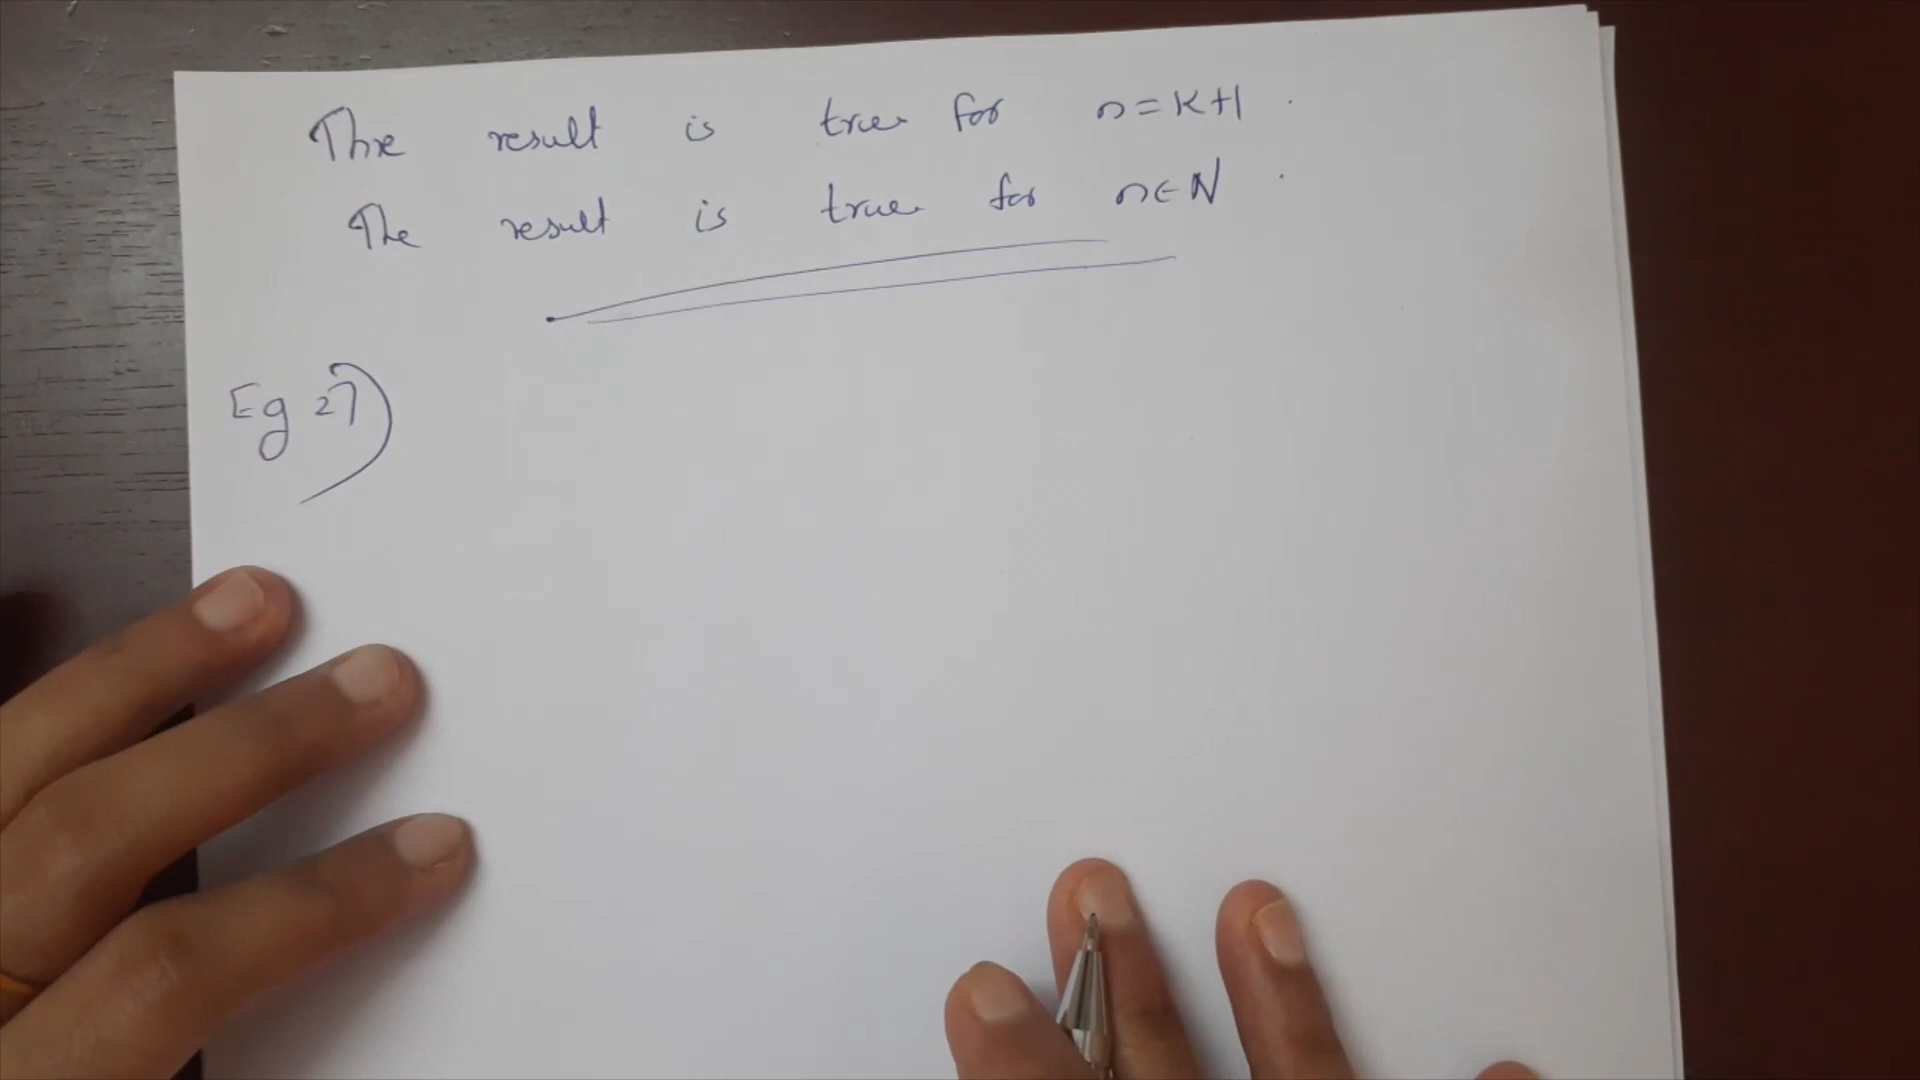 The result is true for n=K+1.
The result is true for n∈N.
Eg 27)